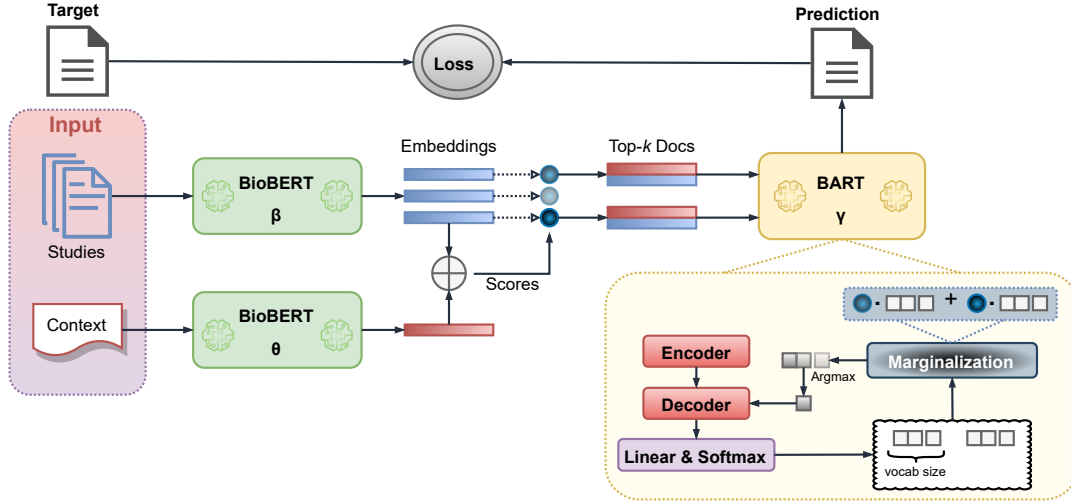 Target
Prediction
Loss
Input
Studies
Context
BioBERT
β
BioBERT
θ
Embeddings
Scores
Top-k Docs
BART
γ
· +  ·
Encoder
Decoder
Linear & Softmax
Argmax
Marginalization
vocab size